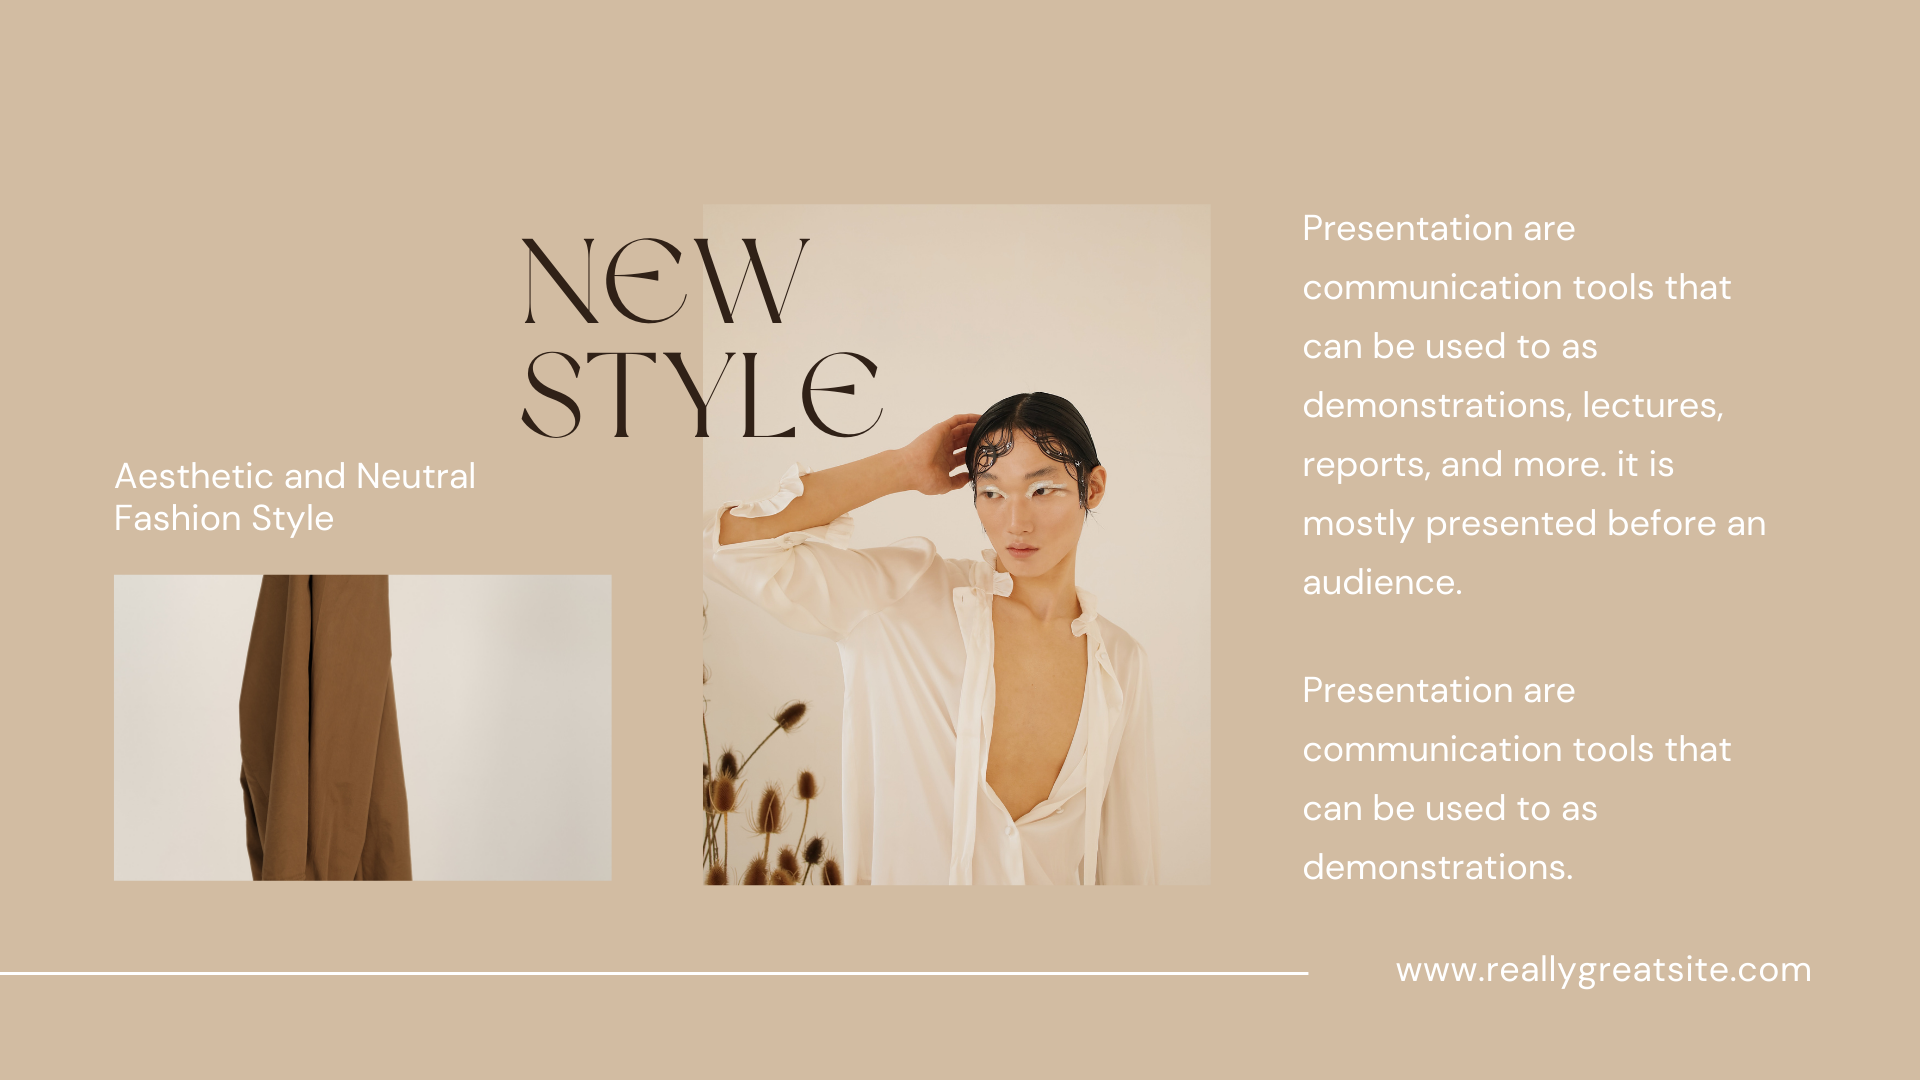 NEW
STYLE
Aesthetic and Neutral
Fashion Style
Presentation are
communication tools that
can be used to as
demonstrations, lectures,
reports, and more. it is
mostly presented before an
audience.
Presentation are
communication tools that
can be used to as
demonstrations.
www.reallygreatsite.com